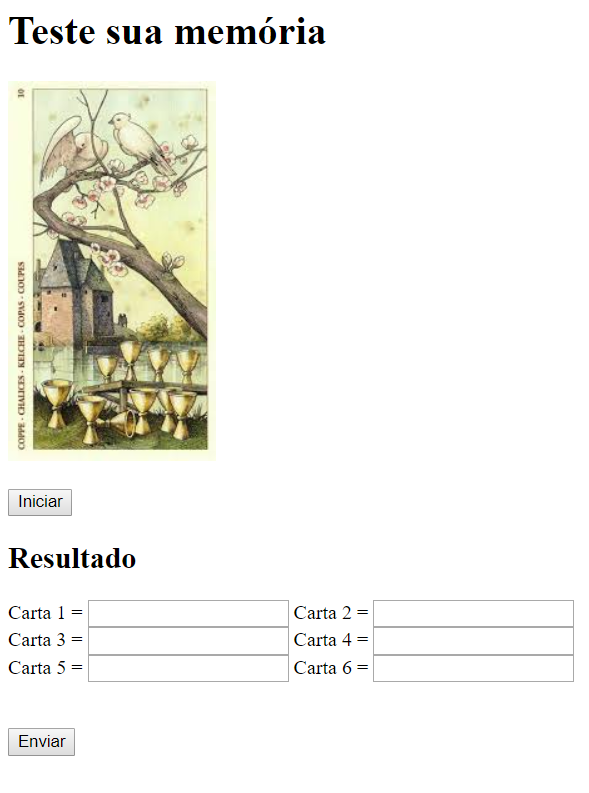 Teste sua memória
10
COPPE - CHALICES - KELCHE - COPAS - COUPES
Iniciar
Resultado
Carta 1 = Carta 2 =
Carta 3 = Carta 4 =
Carta 5 = Carta 6 =
Enviar